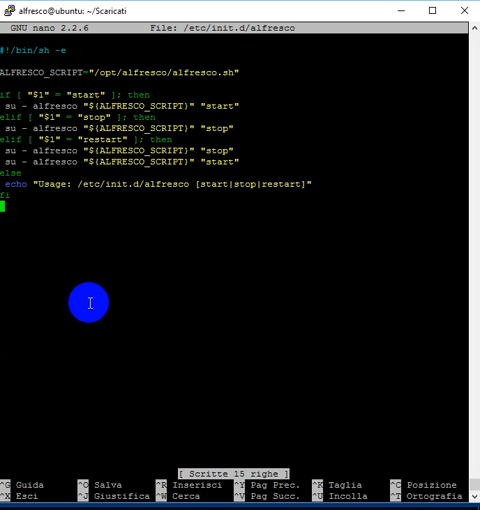 alfresco@ubuntu: ~/Scaricati
GNU nano 2.2.6 File: /etc/init.d/alfresco
#!/bin/sh -e
ALFRESCO_SCRIPT="/opt/alfresco/alfresco.sh"
if [ "$1" = "start" ]; then
su - alfresco "${ALFRESCO_SCRIPT}" "start"
elif [ "$1" = "stop" ]; then
su - alfresco "${ALFRESCO_SCRIPT}" "stop"
elif [ "$1" = "restart" ]; then
su - alfresco "${ALFRESCO_SCRIPT}" "stop"
su - alfresco "${ALFRESCO_SCRIPT}" "start"
else
echo "Usage: /etc/init.d/alfresco [start|stop|restart]"
fi
[ Scritte 15 righe ]
^G Guida ^O Salva ^R Inserisci ^Y Pag Prec. ^K Taglia ^C Posizione
^X Esci ^J Giustifica ^W Cerca ^V Pag Succ. ^U Incolla ^T Ortografia